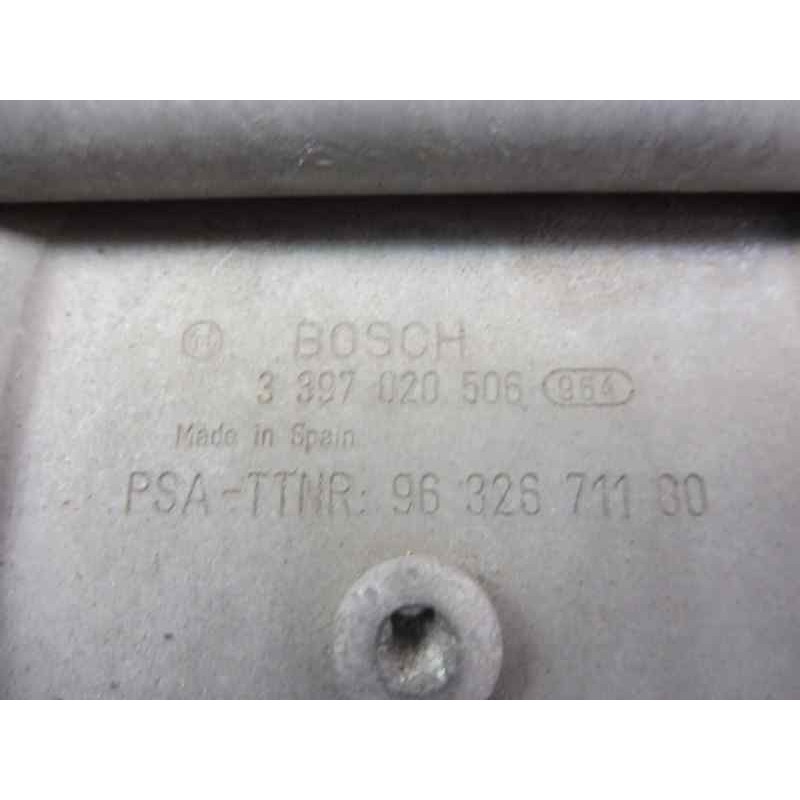 BOSCH
3 397 020 506 964
Made in Spain
PSA-TTNR: 96 326 711 80